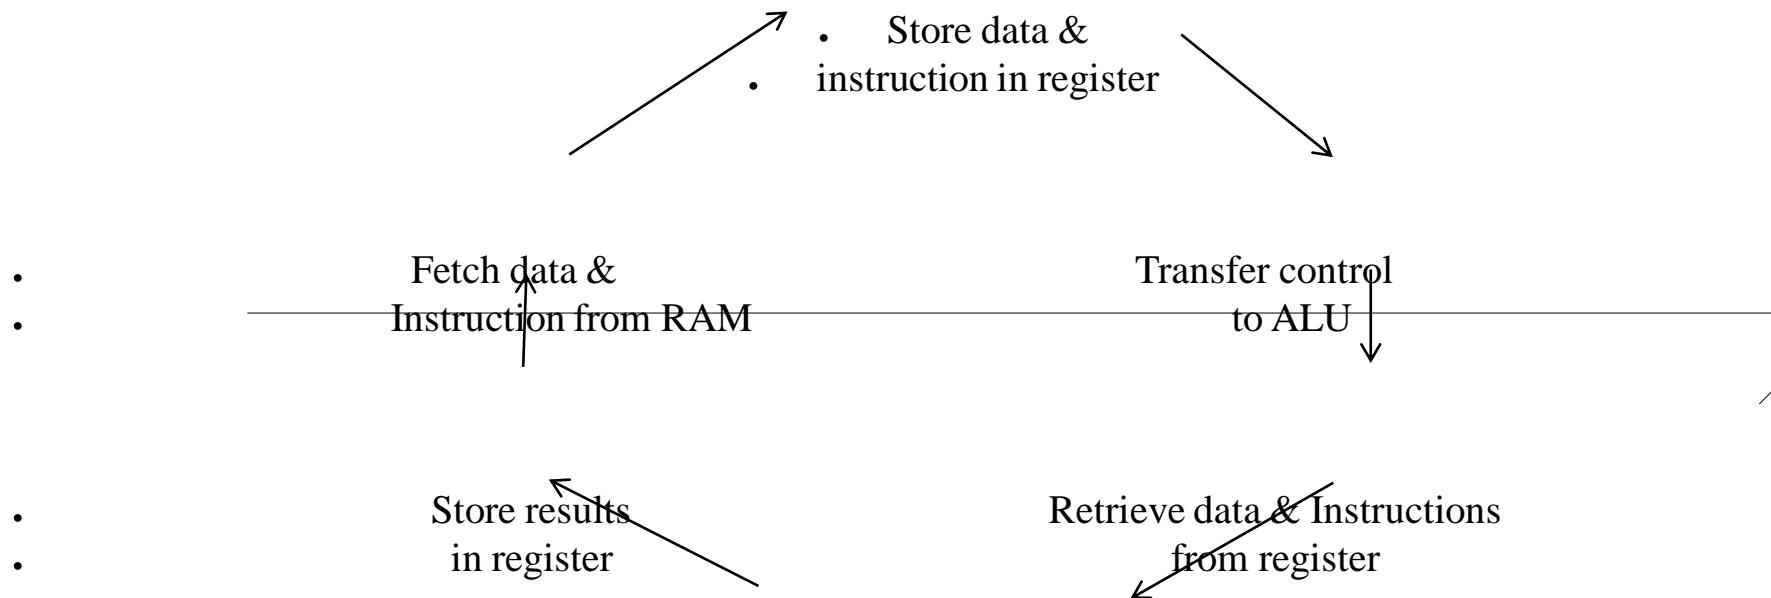 • Store data &
• instruction in register
• Fetch data & Transfer control
• Instruction from RAM to ALU
• Store results Retrieve data & Instructions
• in register from register